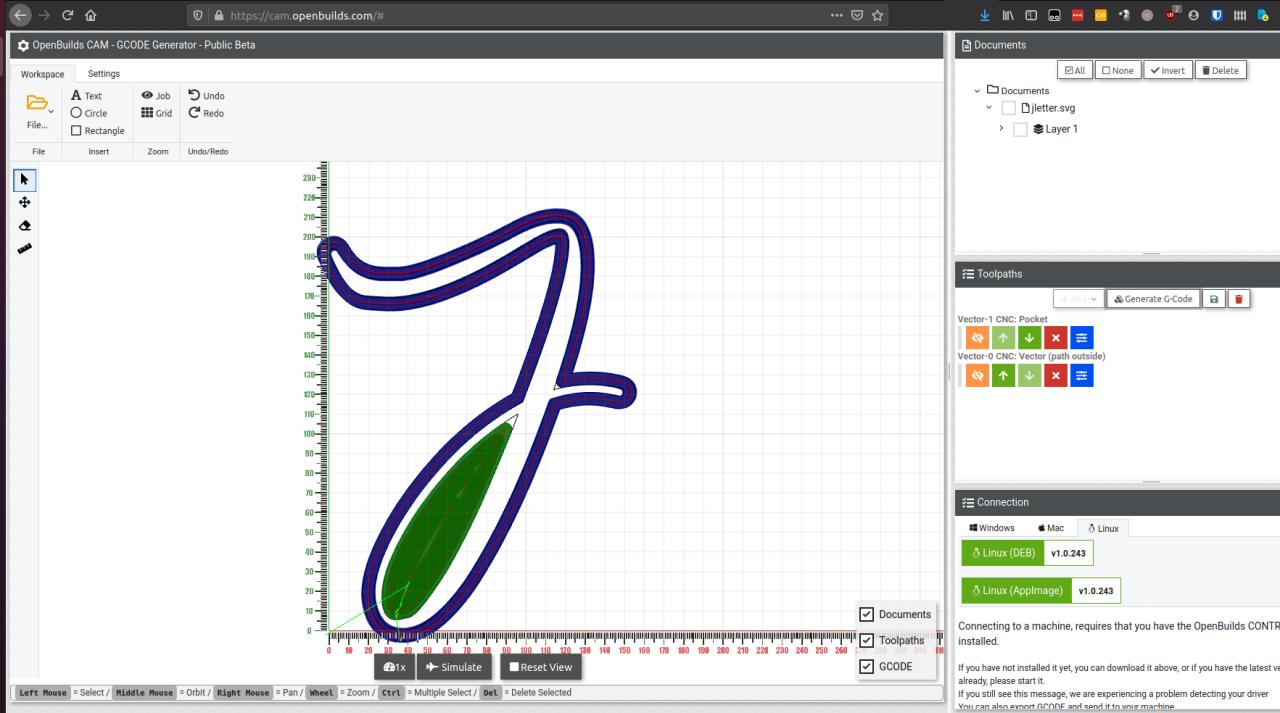 https://cam.openbuilds.com/#
2
OpenBuilds CAM - GCODE Generator - Public Beta
Workspace
Settings
File...
File
Text
Circle
Rectangle
Insert
Job
Grid
Zoom
Undo
Redo
Undo/Redo
230
220
210
200
190
180
170
160
150
140
130
120
110
100
90
80
70
60
50
40
30
20
10
0
0 10 20 30 40 50 60 70 80 90 100 110 120 130 140 150 160 170 180 190 200 210 220 230 240 250 260
1x
Simulate
Reset View
Documents
Toolpaths
GCODE
Left Mouse = Select / Middle Mouse = Orbit / Right Mouse = Pan / Wheel = Zoom / Ctrl = Multiple Select / Del = Delete Selected
Documents
All
None
Invert
Delete
Documents
jletter.svg
Layer 1
Toolpaths
Add
Generate G-Code
Vector-1 CNC: Pocket
Vector-0 CNC: Vector (path outside)
Connection
Windows
Mac
Linux
Linux (DEB) v1.0.243
Linux (AppImage) v1.0.243
Connecting to a machine, requires that you have the OpenBuilds CONTR
installed.
If you have not installed it yet, you can download it above, or if you have the latest ve
already, please start it.
If you still see this message, we are experiencing a problem detecting your driver
You can also export GCODE and send it to your machine